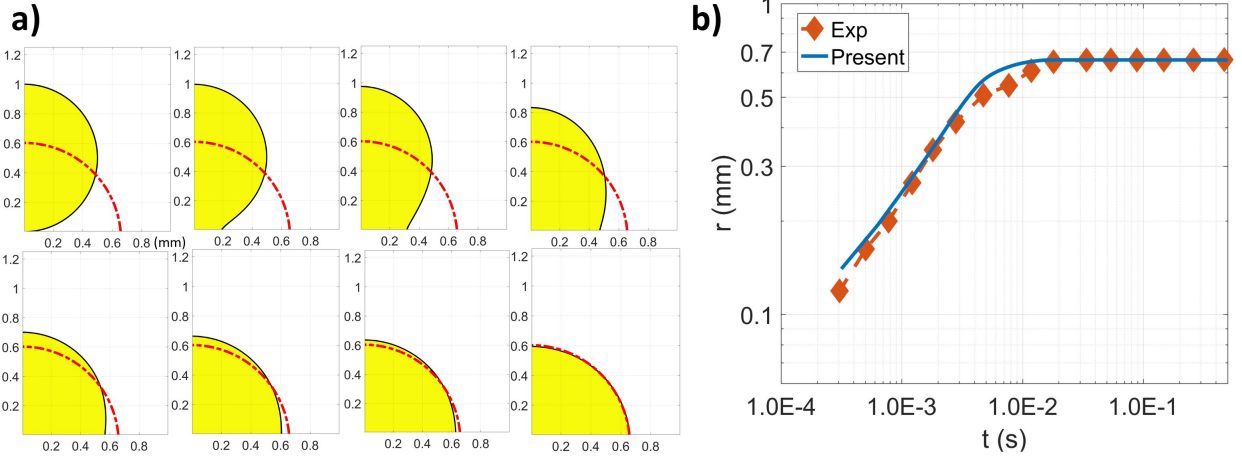 a)
1.2 1.2 1.2 1.2
1 1 1 1
0.8 0.8 0.8 0.8
0.6 0.6 0.6 0.6
0.4 0.4 0.4 0.4
0.2 0.2 0.2 0.2
0.2 0.4 0.6 0.8 (mm) 0.2 0.4 0.6 0.8 0.2 0.4 0.6 0.8 0.2 0.4 0.6 0.8
1.2 1.2 1.2 1.2
1 1 1 1
0.8 0.8 0.8 0.8
0.6 0.6 0.6 0.6
0.4 0.4 0.4 0.4
0.2 0.2 0.2 0.2
0.2 0.4 0.6 0.8 0.2 0.4 0.6 0.8 0.2 0.4 0.6 0.8 0.2 0.4 0.6 0.8
b)
Exp
Present
r (mm)
1
0.7
0.5
0.3
0.1
1.0E-4 1.0E-3 1.0E-2 1.0E-1
t (s)